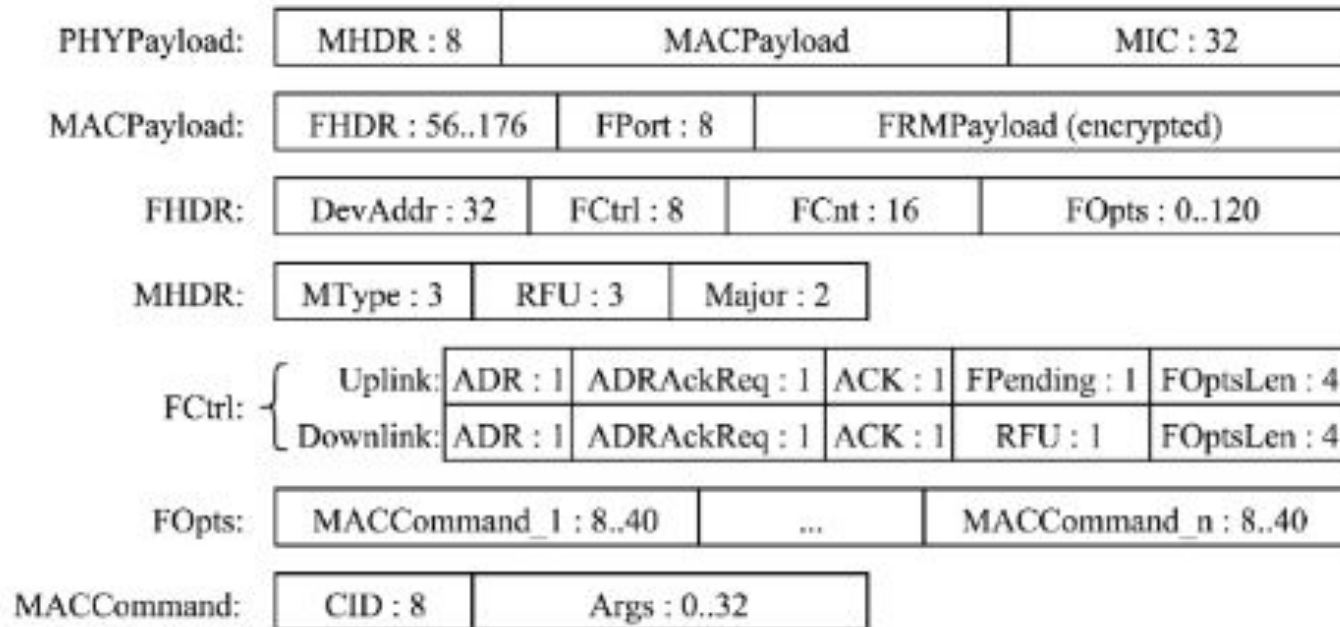 PHYPayload: MHDR : 8 MACPayload MIC : 32
MACPayload: FHDR : 56..176 FPort : 8 FRMPayload (encrypted)
FHDR: DevAddr : 32 FCtrl : 8 FCnt : 16 FOpts : 0..120
MHDR: MType : 3 RFU : 3 Major : 2
FCtrl:
Uplink: ADR : 1 ADRAckReq : 1 ACK : 1 FPending : 1 FOptsLen : 4
Downlink: ADR : 1 ADRAckReq : 1 ACK : 1 RFU : 1 FOptsLen : 4
FOpts: MACCommand_1 : 8..40 ... MACCommand_n : 8..40
MACCommand: CID : 8 Args : 0..32